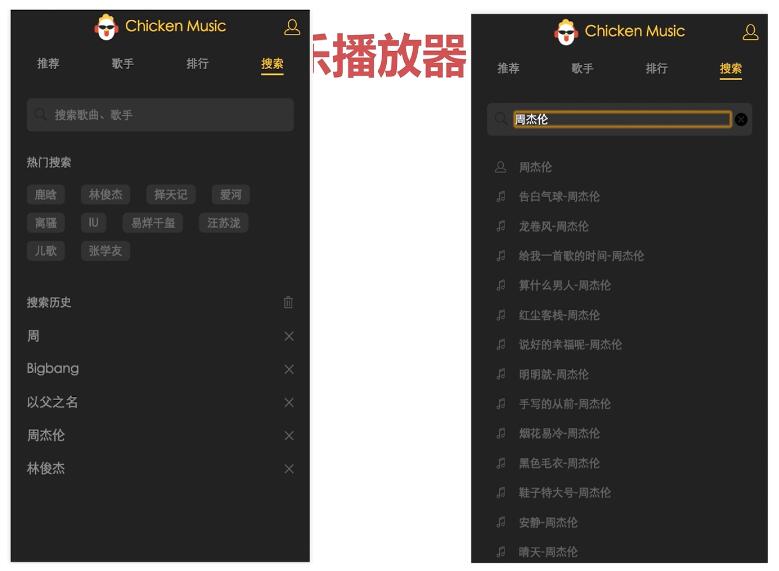 Chicken Music
推荐 歌手 排行 搜索
搜索歌曲、歌手
热门搜索
鹿晗 林俊杰 择天记 爱河
离骚 IU 易烊千玺 汪苏泷
儿歌 张学友
搜索历史
周
Bigbang
以父之名
周杰伦
林俊杰
乐播放器
Chicken Music
推荐 歌手 排行 搜索
周杰伦
周杰伦
告白气球-周杰伦
龙卷风-周杰伦
给我一首歌的时间-周杰伦
算什么男人-周杰伦
红尘客栈-周杰伦
说好的幸福呢-周杰伦
明明就-周杰伦
手写的从前-周杰伦
烟花易冷-周杰伦
黑色毛衣-周杰伦
鞋子特大号-周杰伦
安静-周杰伦
晴天-周杰伦